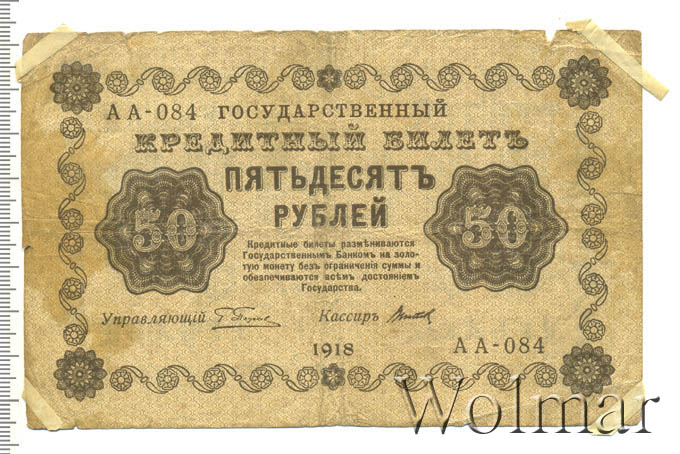 АА-084 ГОСУДАРСТВЕННЫЙ
КРЕДИТНЫЙ БИЛЕТЪ
ПЯТЬДЕСЯТЪ
РУБЛЕЙ
50
50
Кредитные билеты размѣниваются
Государственнымъ Банкомъ на золо-
тую монету безъ ограниченія суммы и
обезпечиваются всѣмъ достояніемъ
Государства.
Управляющій
Кассиръ
1918
АА-084
Wolmar